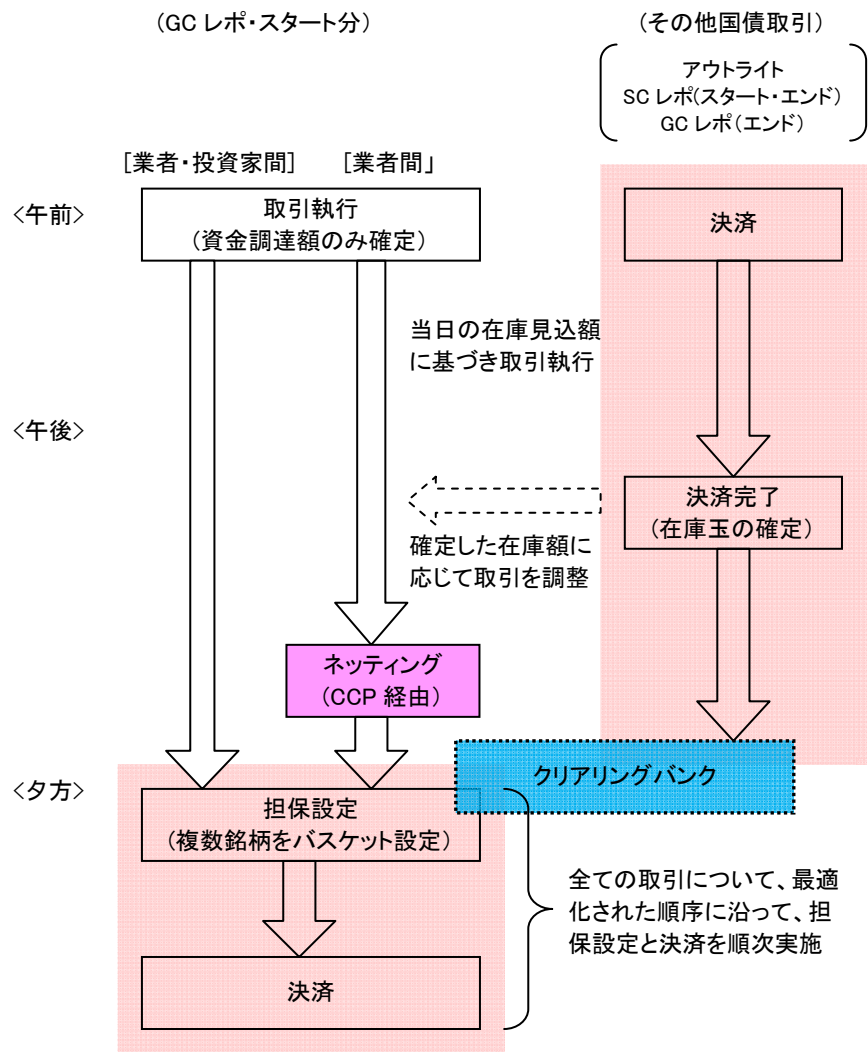 (GC レポ・スタート分)
(その他国債取引)
アウトライト
SC レポ(スタート・エンド)
GC レポ(エンド)
[業者・投資家間] [業者間」
<午前>
取引執行
(資金調達額のみ確定)
決済
当日の在庫見込額
に基づき取引執行
<午後>
決済完了
(在庫玉の確定)
確定した在庫額に
応じて取引を調整
ネッティング
(CCP 経由)
クリアリングバンク
<夕方>
担保設定
(複数銘柄をバスケット設定)
全ての取引について、最適
化された順序に沿って、担
保設定と決済を順次実施
決済